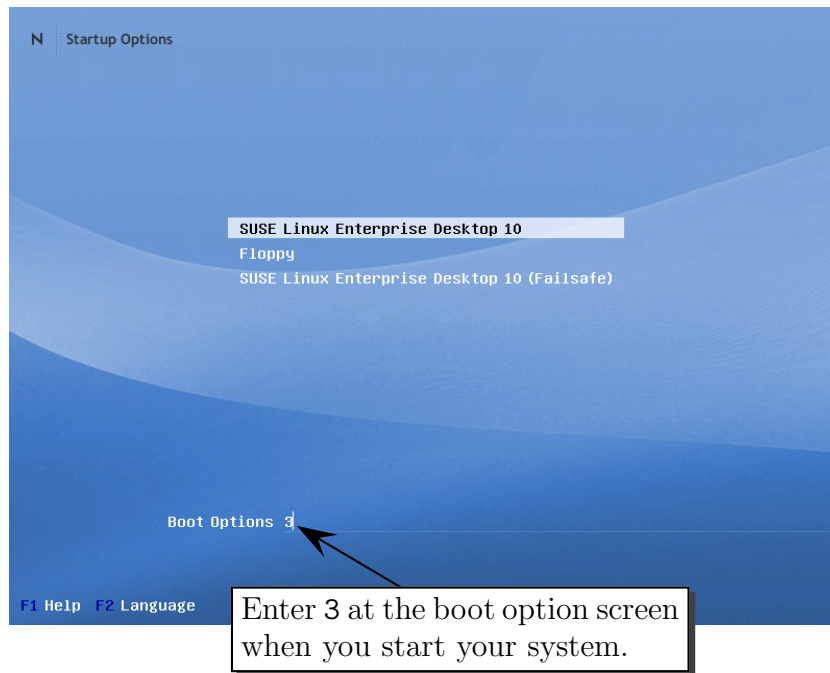 N Startup Options
SUSE Linux Enterprise Desktop 10
Floppy
SUSE Linux Enterprise Desktop 10 (Failsafe)
Boot Options 3
F1 Help F2 Language
Enter 3 at the boot option screen
when you start your system.